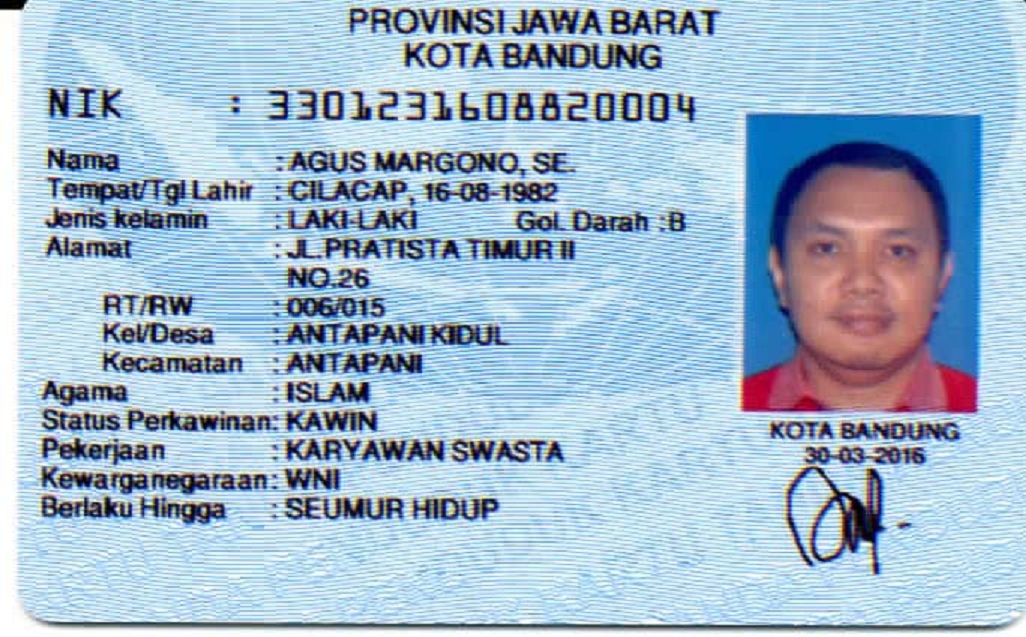 PROVINSI JAWA BARAT
KOTA BANDUNG
NIK : 3301231608820004
Nama : AGUS MARGONO, SE.
Tempat/Tgl Lahir : CILACAP, 16-08-1982
Jenis kelamin : LAKI-LAKI Gol. Darah :B
Alamat : JL.PRATISTA TIMUR II
NO.26
RT/RW : 006/015
Kel/Desa : ANTAPANI KIDUL
Kecamatan : ANTAPANI
Agama : ISLAM
Status Perkawinan: KAWIN
Pekerjaan : KARYAWAN SWASTA
Kewarganegaraan: WNI
Berlaku Hingga : SEUMUR HIDUP
KOTA BANDUNG
30-03-2016